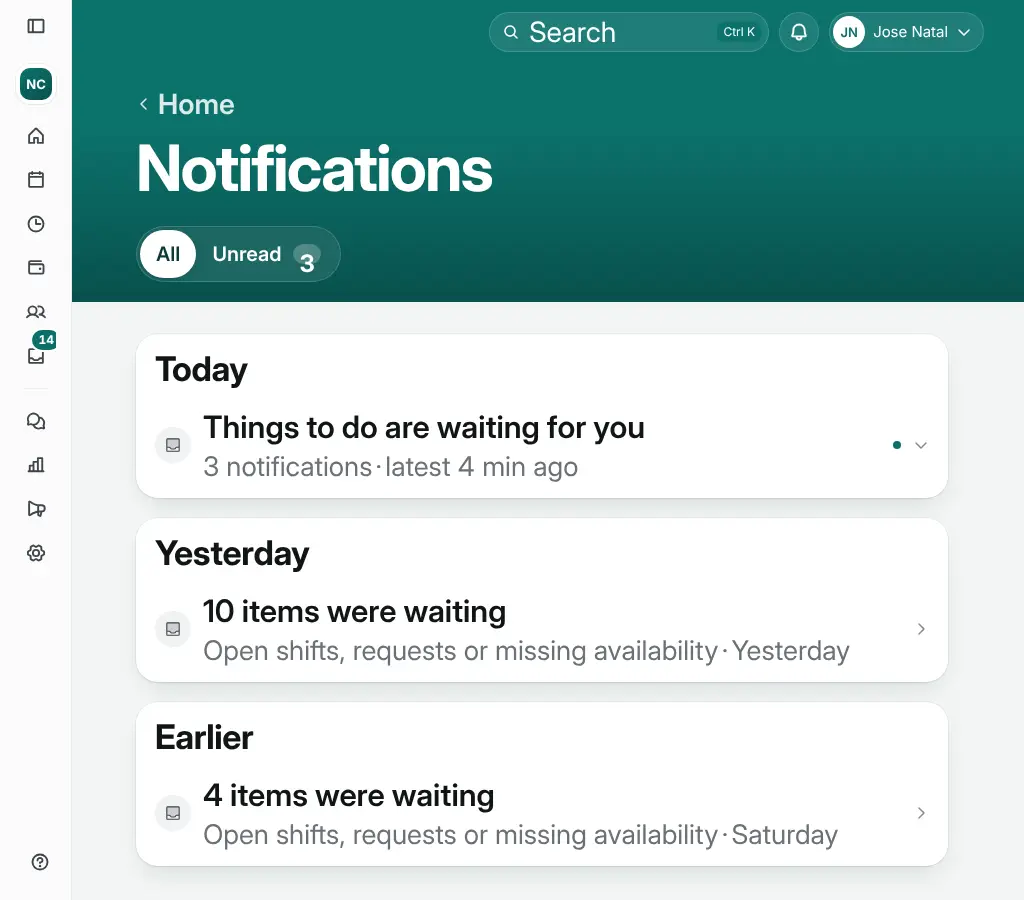 Search
Ctrl K
JN
Jose Natal
NC
Home
Notifications
All
Unread
3
14
Today
Things to do are waiting for you
3 notifications · latest 4 min ago
Yesterday
10 items were waiting
Open shifts, requests or missing availability · Yesterday
Earlier
4 items were waiting
Open shifts, requests or missing availability · Saturday